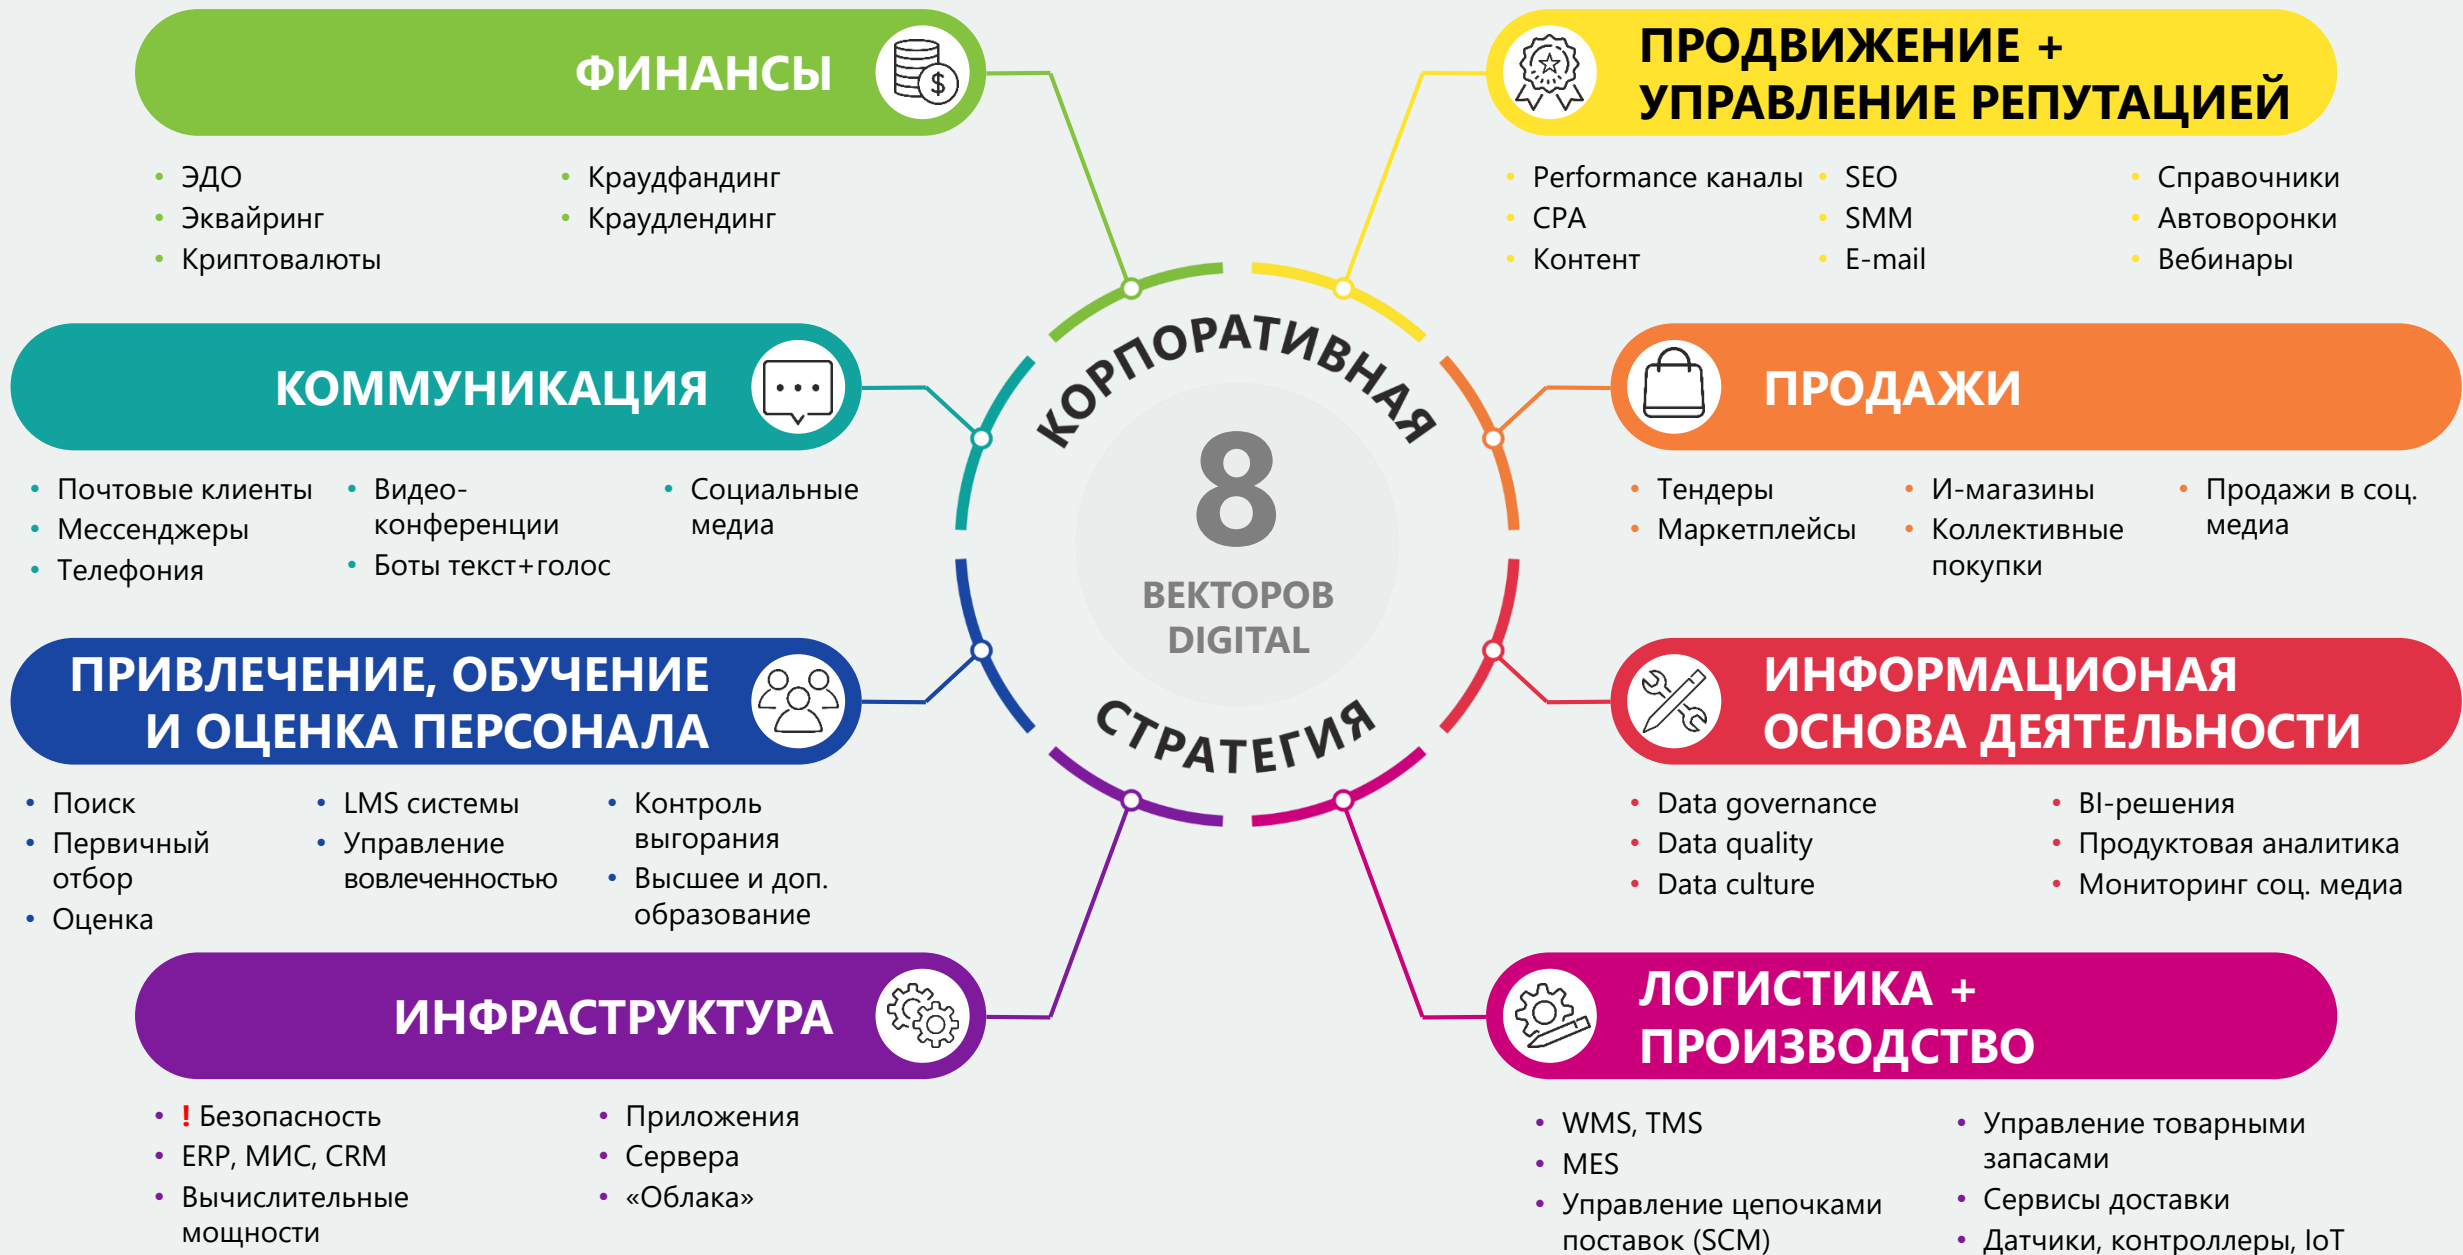 ФИНАНСЫ
• ЭДО
• Эквайринг
• Криптовалюты
• Краудфандинг
• Краудлендинг
ПРОДВИЖЕНИЕ +
УПРАВЛЕНИЕ РЕПУТАЦИЕЙ
• Performance каналы
• CPA
• Контент
• SEO
• SMM
• E-mail
• Справочники
• Автоворонки
• Вебинары
КОММУНИКАЦИЯ
• Почтовые клиенты
• Мессенджеры
• Телефония
• Видео-
конференции
• Боты текст+голос
• Социальные
медиа
КОРПОРАТИВНАЯ
8
ВЕКТОРОВ
DIGITAL
СТРАТЕГИЯ
ПРОДАЖИ
• Тендеры
• Маркетплейсы
• И-магазины
• Коллективные
покупки
• Продажи в соц.
медиа
ПРИВЛЕЧЕНИЕ, ОБУЧЕНИЕ
И ОЦЕНКА ПЕРСОНАЛА
• Поиск
• Первичный
отбор
• Оценка
• LMS системы
• Управление
вовлеченностью
• Контроль
выгорания
• Высшее и доп.
образование
ИНФОРМАЦИОНАЯ
ОСНОВА ДЕЯТЕЛЬНОСТИ
• Data governance
• Data quality
• Data culture
• BI-решения
• Продуктовая аналитика
• Мониторинг соц. медиа
ИНФРАСТРУКТУРА
• ! Безопасность
• ERP, МИС, CRM
• Вычислительные
мощности
• Приложения
• Сервера
• «Облака»
ЛОГИСТИКА +
ПРОИЗВОДСТВО
• WMS, TMS
• MES
• Управление цепочками
поставок (SCM)
• Управление товарными
запасами
• Сервисы доставки
• Датчики, контроллеры, IoT